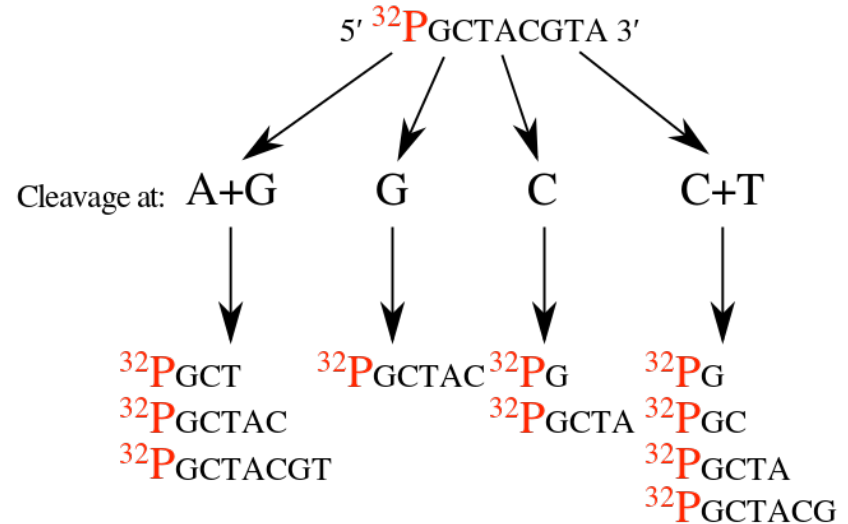 5′ 32PGCTACGTA 3′
Cleavage at: A+G G C C+T
32PGCT 32PGCTAC 32PG 32PG
32PGCTAC 32PGCTA 32PGC
32PGCTACGT 32PGCTA
32PGCTACG